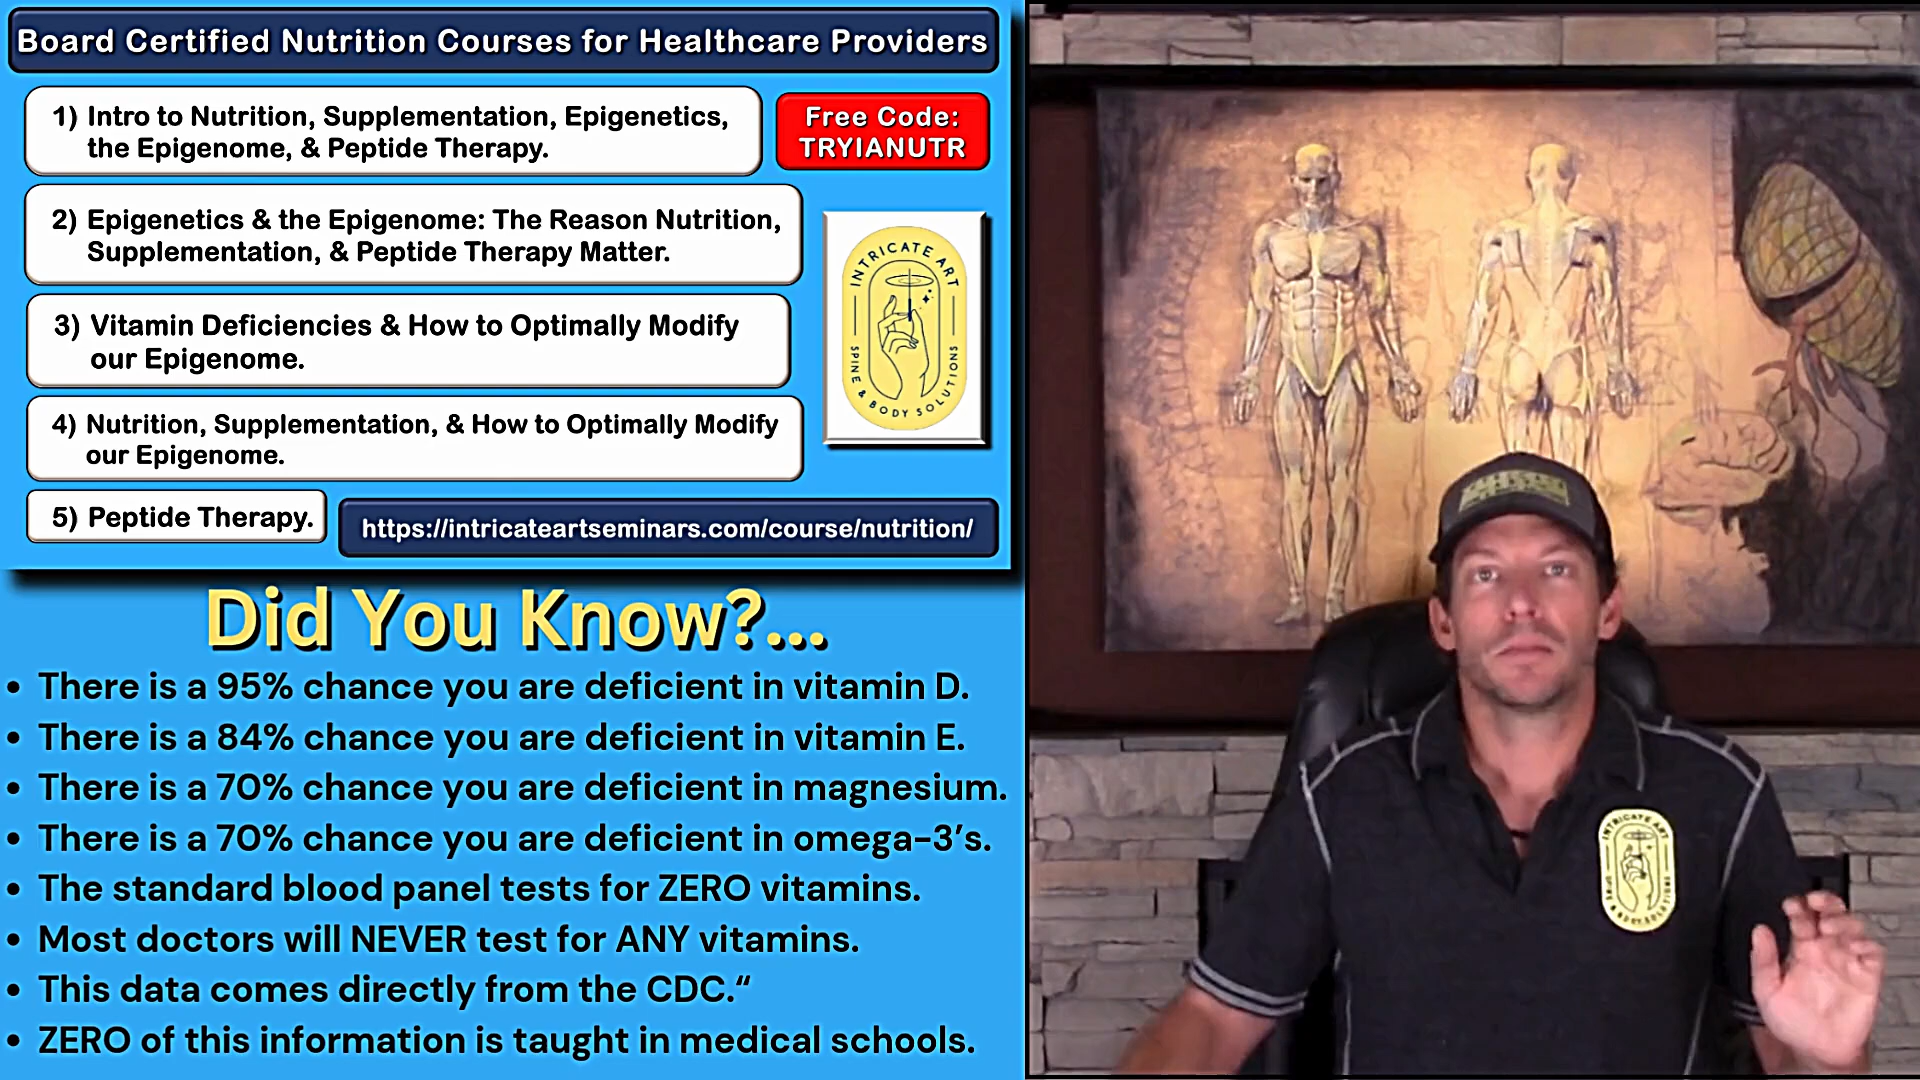 Board Certified Nutrition Courses for Healthcare Providers
1) Intro to Nutrition, Supplementation, Epigenetics,
the Epigenome, & Peptide Therapy.
Free Code:
TRYIANUTR
2) Epigenetics & the Epigenome: The Reason Nutrition,
Supplementation, & Peptide Therapy Matter.
INTRICATE ART
SPINE & BODY SOLUTIONS
3) Vitamin Deficiencies & How to Optimally Modify
our Epigenome.
4) Nutrition, Supplementation, & How to Optimally Modify
our Epigenome.
5) Peptide Therapy.
https://intricateartseminars.com/course/nutrition/
Did You Know?...
• There is a 95% chance you are deficient in vitamin D.
• There is a 84% chance you are deficient in vitamin E.
• There is a 70% chance you are deficient in magnesium.
• There is a 70% chance you are deficient in omega-3’s.
• The standard blood panel tests for ZERO vitamins.
• Most doctors will NEVER test for ANY vitamins.
• This data comes directly from the CDC.“
• ZERO of this information is taught in medical schools.
INTRICATE ART
SPINE & BODY SOLUTIONS